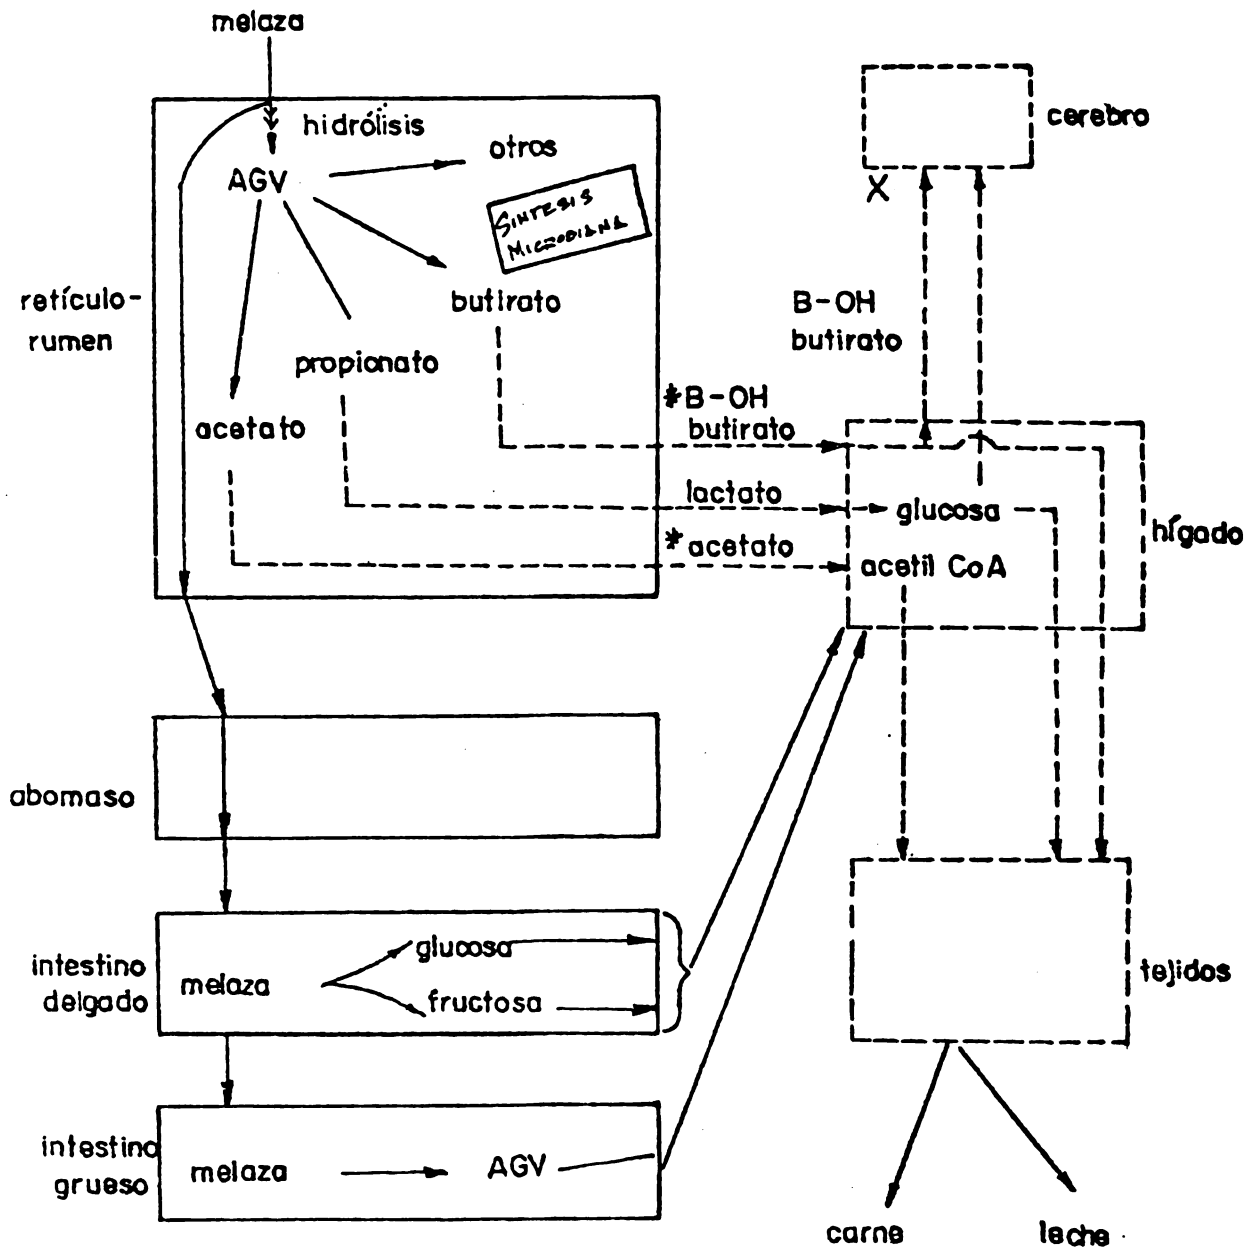 melaza
hidrólisis
AGV
otros
SINTESIS
MICROBIANA
butirato
propionato
acetato
retículo-
rumen
*B-OH
butirato
lactato
*acetato
cerebro
X
B-OH
butirato
glucosa
acetil CoA
hígado
abomaso
intestino
delgado
melaza
glucosa
fructosa
tejidos
intestino
grueso
melaza
AGV
carne
leche